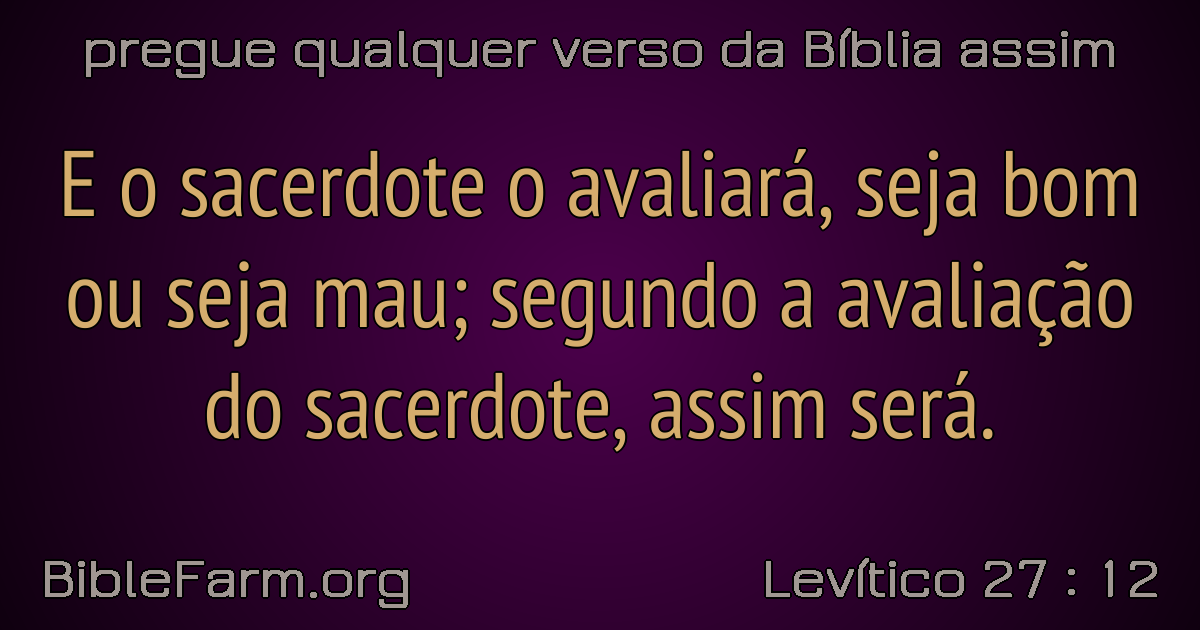 pregue qualquer verso da Bíblia assim
E o sacerdote o avaliará, seja bom
ou seja mau; segundo a avaliação
do sacerdote, assim será.
BibleFarm.org
Levítico 27 : 12